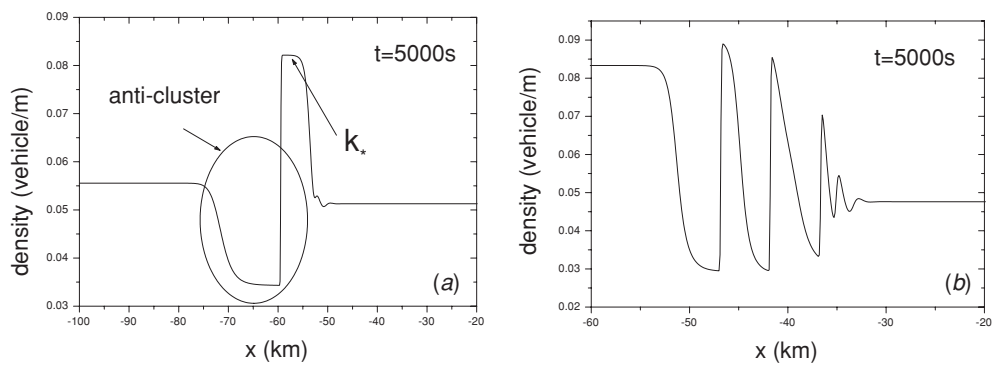 0.09
0.08
0.07
0.06
0.05
0.04
0.03
density (vehicle/m)
t=5000s
anti-cluster
k*
(a)
-100 -90 -80 -70 -60 -50 -40 -30 -20
x (km)
0.09
0.08
0.07
0.06
0.05
0.04
0.03
0.02
density (vehicle/m)
t=5000s
(b)
-60 -50 -40 -30 -20
x (km)